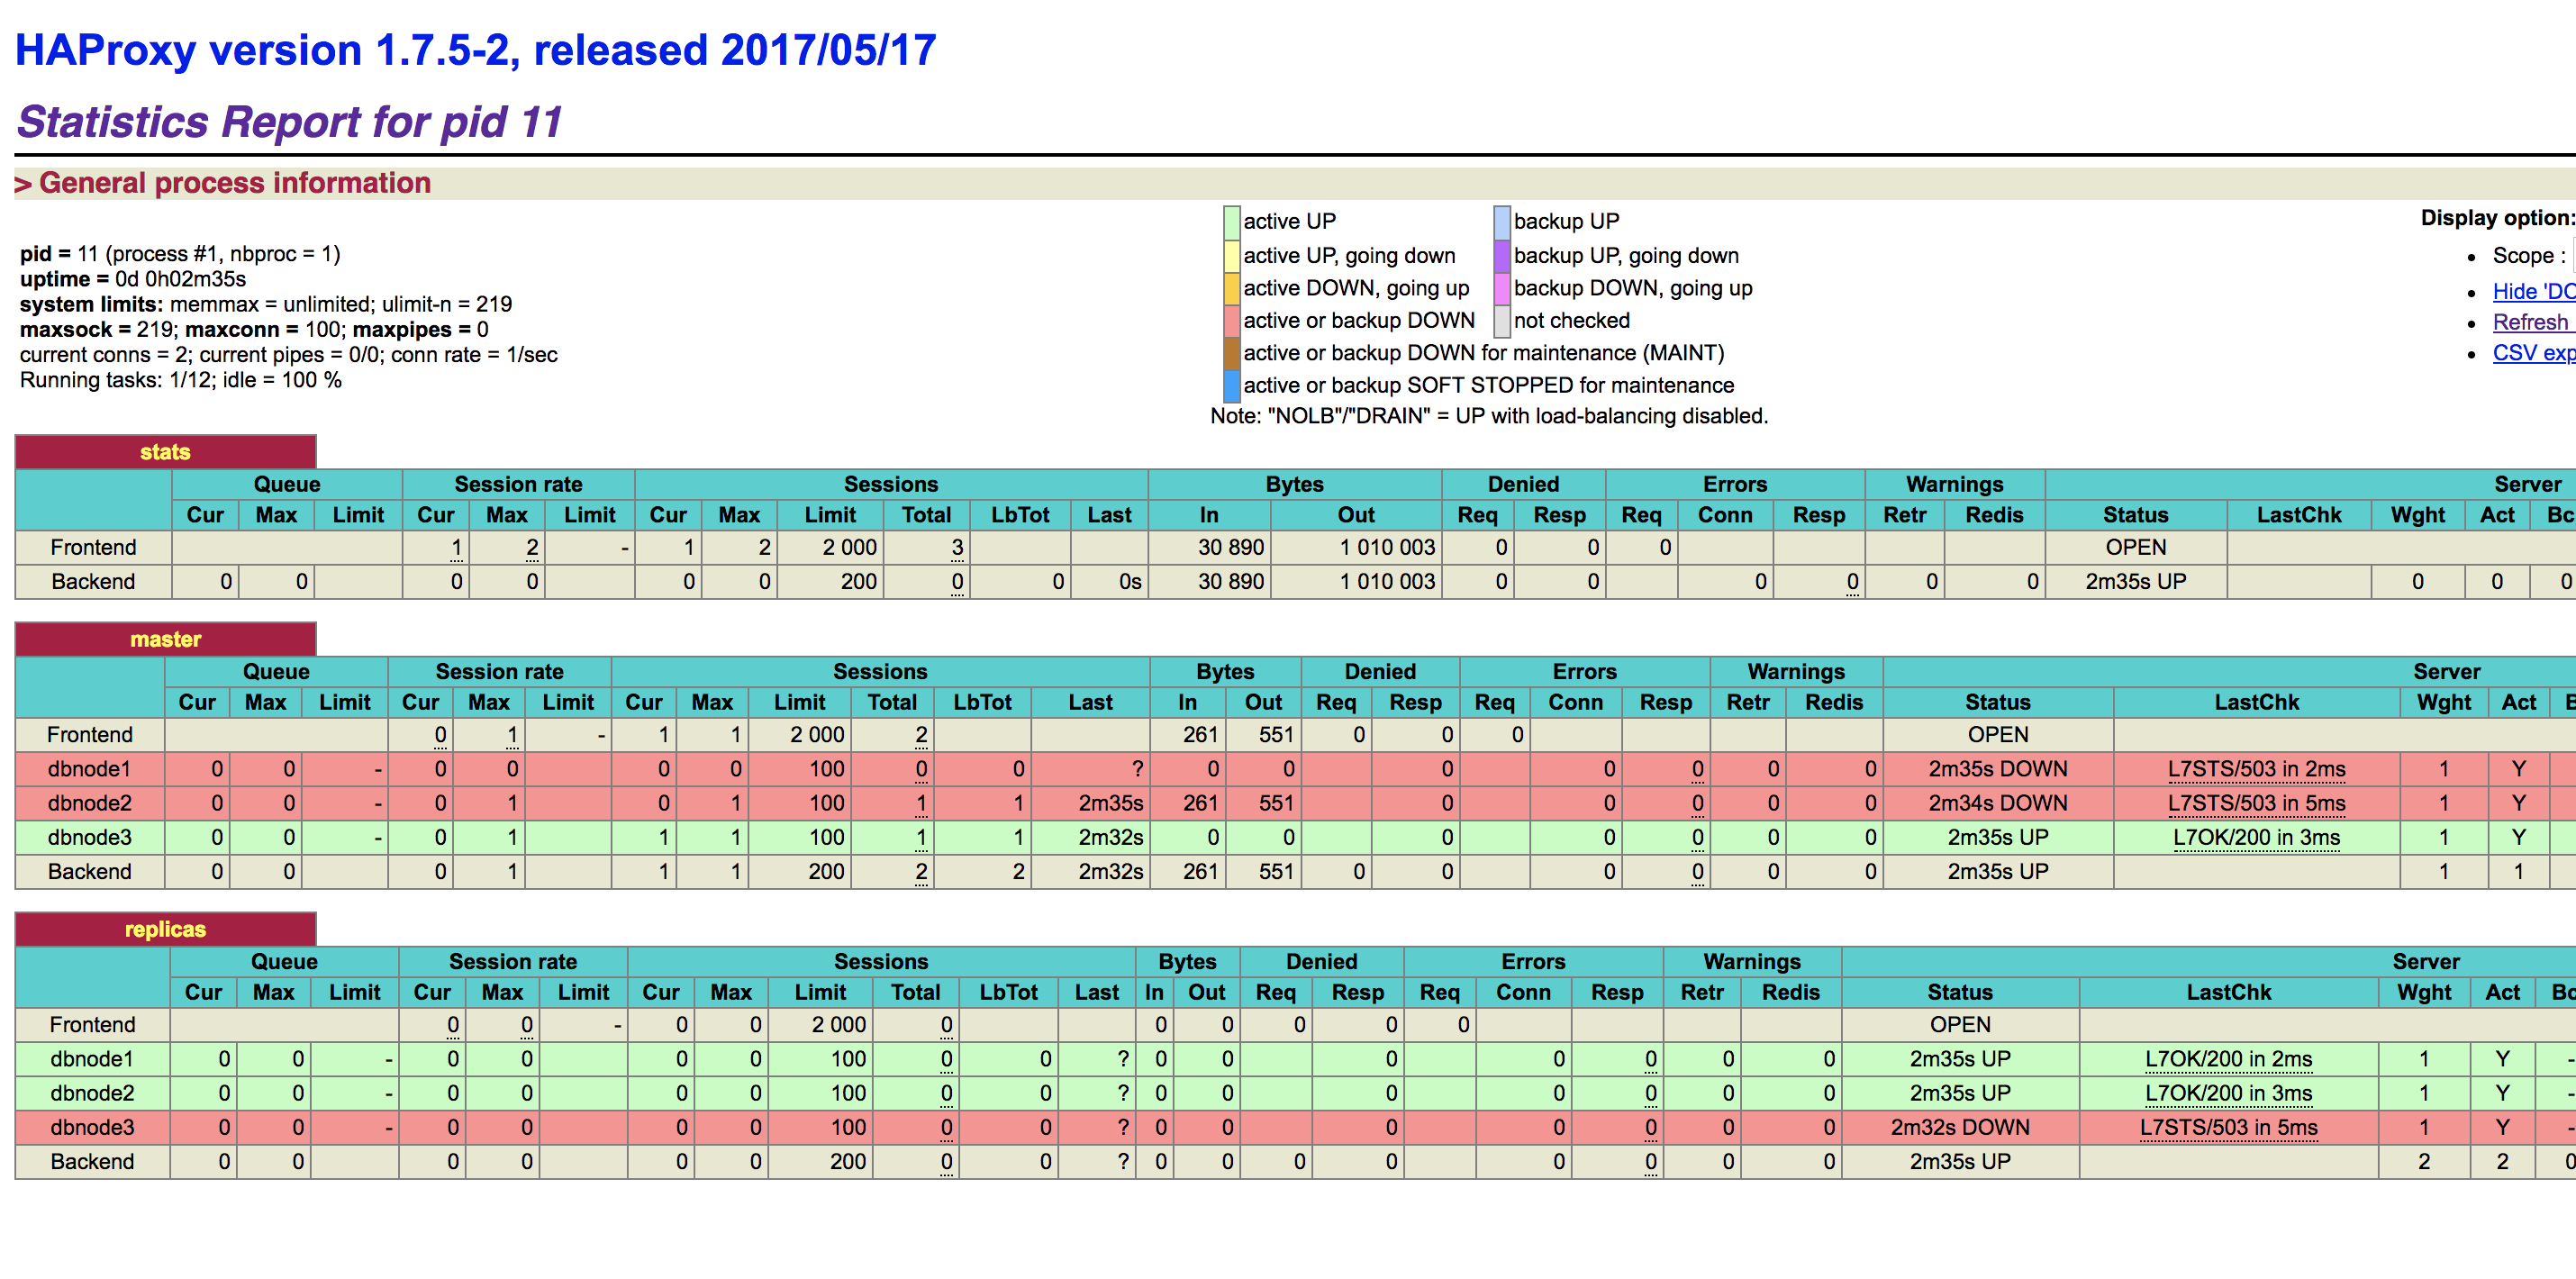 HAProxy version 1.7.5-2, released 2017/05/17
Statistics Report for pid 11
> General process information
pid = 11 (process #1, nbproc = 1)
uptime = 0d 0h02m35s
system limits: memmax = unlimited; ulimit-n = 219
maxsock = 219; maxconn = 100; maxpipes = 0
current conns = 2; current pipes = 0/0; conn rate = 1/sec
Running tasks: 1/12; idle = 100 %
active UP backup UP
active UP, going down backup UP, going down
active DOWN, going up backup DOWN, going up
active or backup DOWN not checked
active or backup DOWN for maintenance (MAINT)
active or backup SOFT STOPPED for maintenance
Note: "NOLB"/"DRAIN" = UP with load-balancing disabled.
Display option:
• Scope :
• Hide 'DO
• Refresh
• CSV exp
stats
Queue Session rate Sessions Bytes Denied Errors Warnings Server
Cur Max Limit Cur Max Limit Cur Max Limit Total LbTot Last In Out Req Resp Req Conn Resp Retr Redis Status LastChk Wght Act Bc
Frontend 1 2 - 1 2 2 000 3 30 890 1 010 003 0 0 0 OPEN
Backend 0 0 0 0 0 0 200 0 0 0s 30 890 1 010 003 0 0 0 0 0 0 2m35s UP 0 0 0
master
Queue Session rate Sessions Bytes Denied Errors Warnings Server
Cur Max Limit Cur Max Limit Cur Max Limit Total LbTot Last In Out Req Resp Req Conn Resp Retr Redis Status LastChk Wght Act B
Frontend 0 1 - 1 1 2 000 2 261 551 0 0 0 OPEN
dbnode1 0 0 - 0 0 0 0 100 0 0 ? 0 0 0 0 0 0 0 2m35s DOWN L7STS/503 in 2ms 1 Y
dbnode2 0 0 - 0 1 0 1 100 1 1 2m35s 261 551 0 0 0 0 0 2m34s DOWN L7STS/503 in 5ms 1 Y
dbnode3 0 0 - 0 1 1 1 100 1 1 2m32s 0 0 0 0 0 0 0 2m35s UP L7OK/200 in 3ms 1 Y
Backend 0 0 0 1 1 1 200 2 2 2m32s 261 551 0 0 0 0 0 0 2m35s UP 1 1
replicas
Queue Session rate Sessions Bytes Denied Errors Warnings Server
Cur Max Limit Cur Max Limit Cur Max Limit Total LbTot Last In Out Req Resp Req Conn Resp Retr Redis Status LastChk Wght Act Bc
Frontend 0 0 - 0 0 2 000 0 0 0 0 0 0 OPEN
dbnode1 0 0 - 0 0 0 0 100 0 0 ? 0 0 0 0 0 0 0 2m35s UP L7OK/200 in 2ms 1 Y -
dbnode2 0 0 - 0 0 0 0 100 0 0 ? 0 0 0 0 0 0 0 2m35s UP L7OK/200 in 3ms 1 Y -
dbnode3 0 0 - 0 0 0 0 100 0 0 ? 0 0 0 0 0 0 0 2m32s DOWN L7STS/503 in 5ms 1 Y -
Backend 0 0 0 0 0 0 200 0 0 ? 0 0 0 0 0 0 0 0 2m35s UP 2 2 0